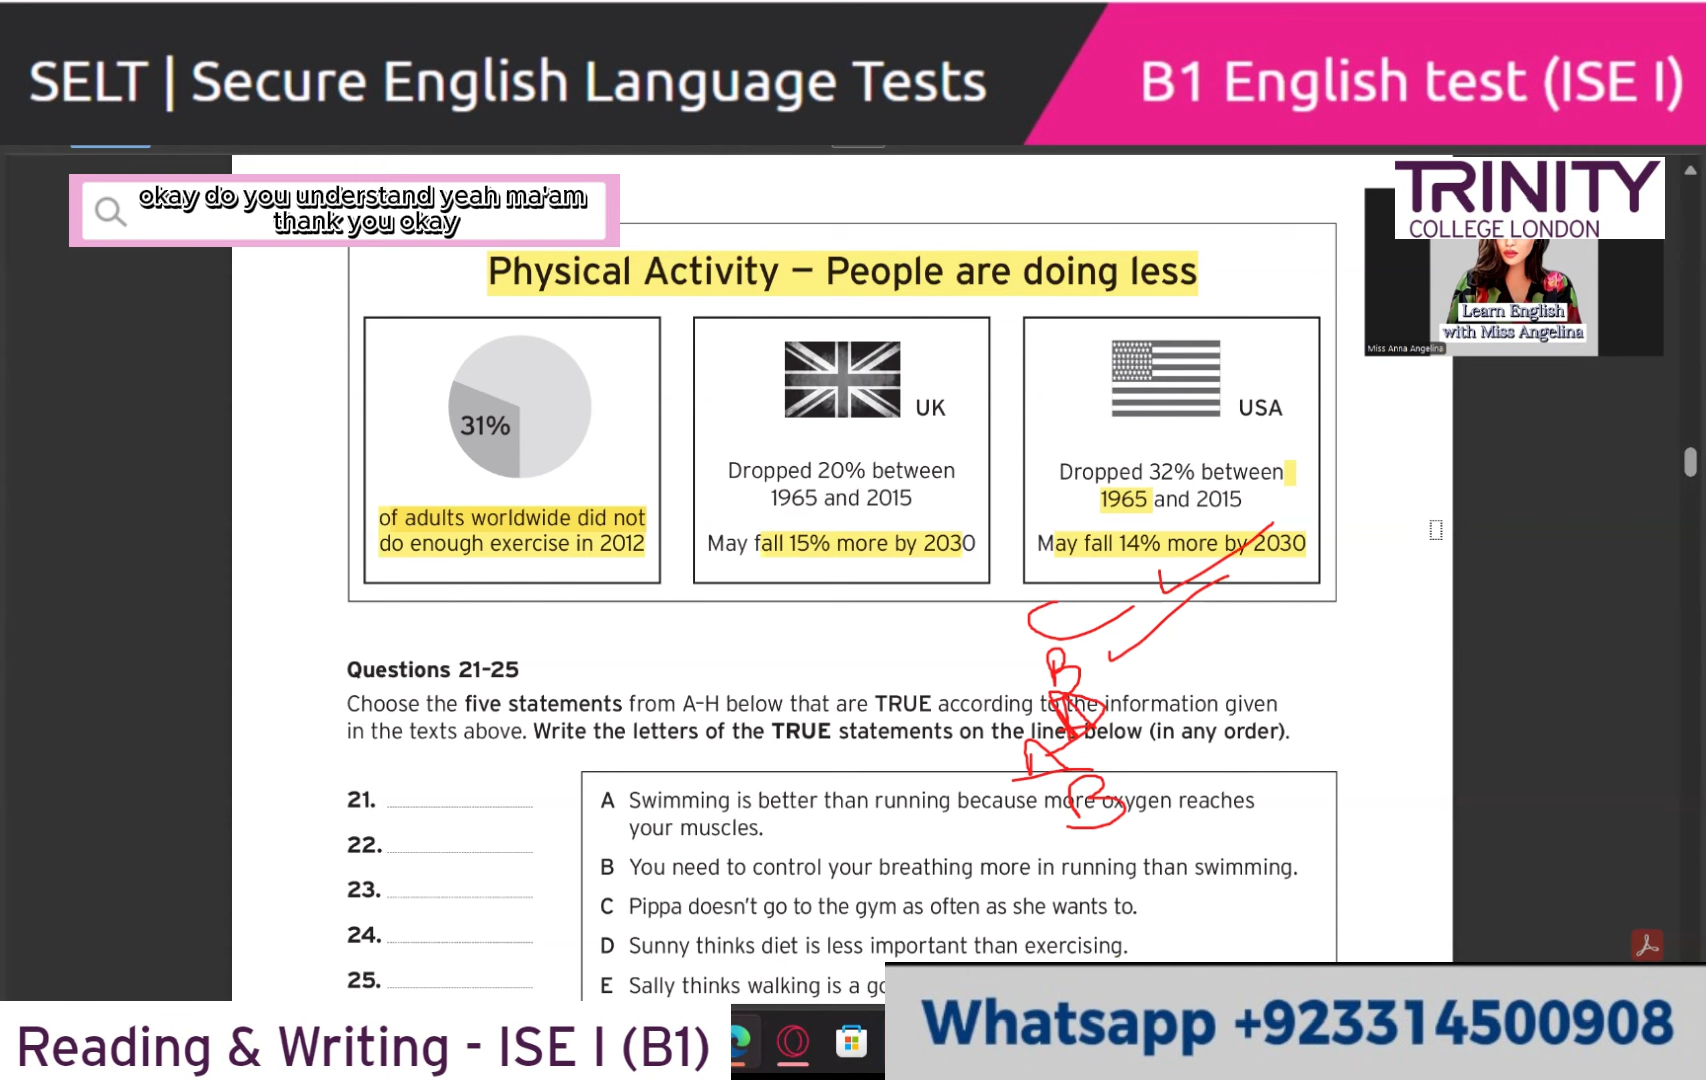 SELT | Secure English Language Tests
B1 English test (ISE I)
okay do you understand yeah ma'am
thank you okay
TRINITY
COLLEGE LONDON
Learn English
with Miss Angelina
Miss Anna Angelina
Physical Activity – People are doing less
31%
of adults worldwide did not
do enough exercise in 2012
UK
Dropped 20% between
1965 and 2015
May fall 15% more by 2030
USA
Dropped 32% between
1965 and 2015
May fall 14% more by 2030
C
B
D
A
B
Questions 21-25
Choose the five statements from A–H below that are TRUE according to the information given
in the texts above. Write the letters of the TRUE statements on the lines below (in any order).
21.
22.
23.
24.
25.
A Swimming is better than running because more oxygen reaches
your muscles.
B You need to control your breathing more in running than swimming.
C Pippa doesn't go to the gym as often as she wants to.
D Sunny thinks diet is less important than exercising.
E Sally thinks walking is a go
Reading & Writing - ISE I (B1)
Whatsapp +923314500908